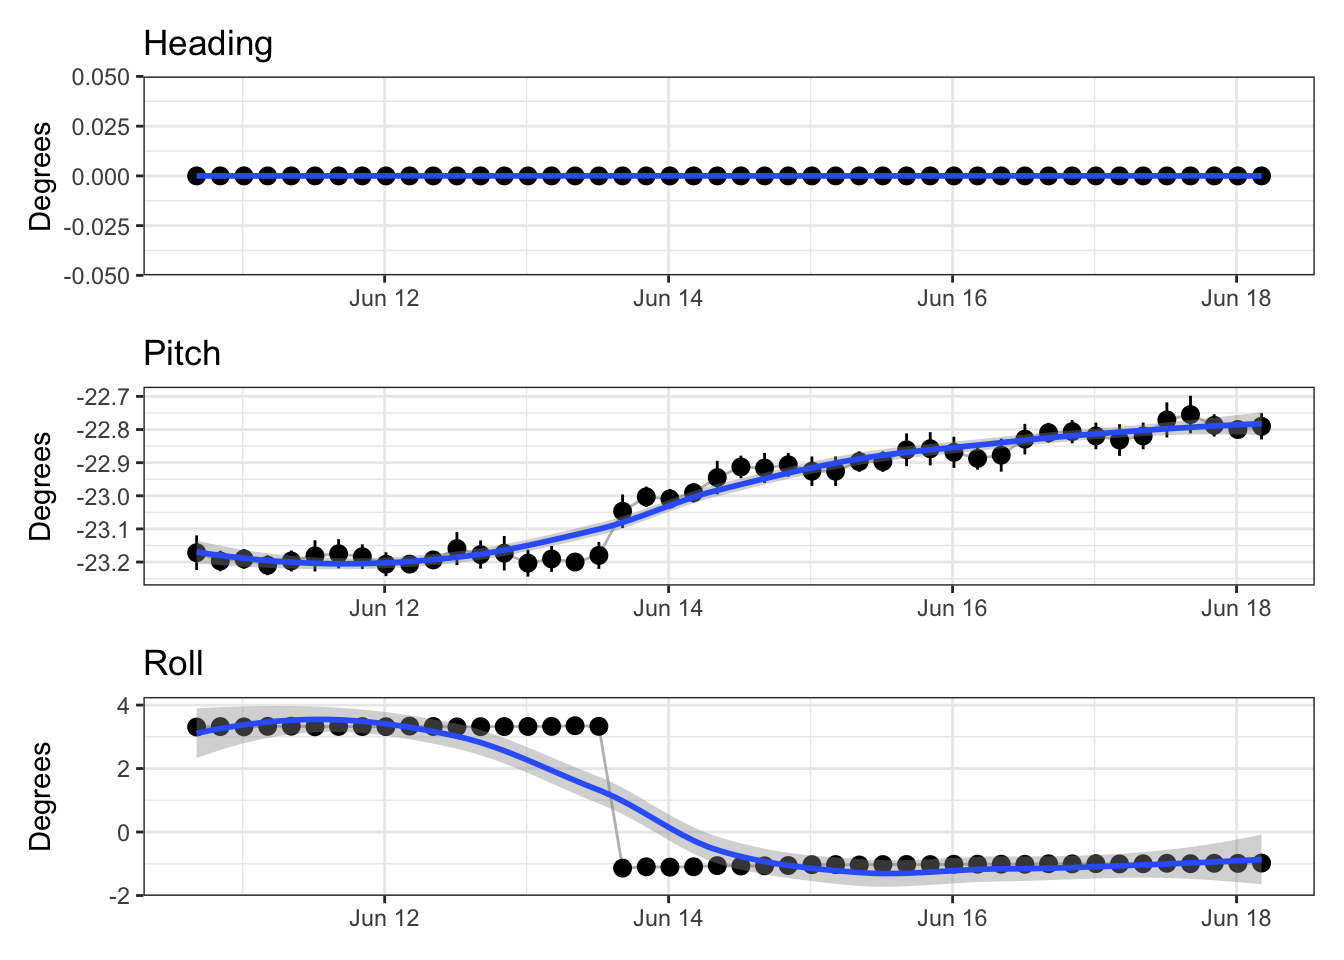 Heading
Degrees
0.050
0.025
0.000
-0.025
-0.050
Jun 12 Jun 14 Jun 16 Jun 18
Pitch
Degrees
-22.7
-22.8
-22.9
-23.0
-23.1
-23.2
Jun 12 Jun 14 Jun 16 Jun 18
Roll
Degrees
4
2
0
-2
Jun 12 Jun 14 Jun 16 Jun 18